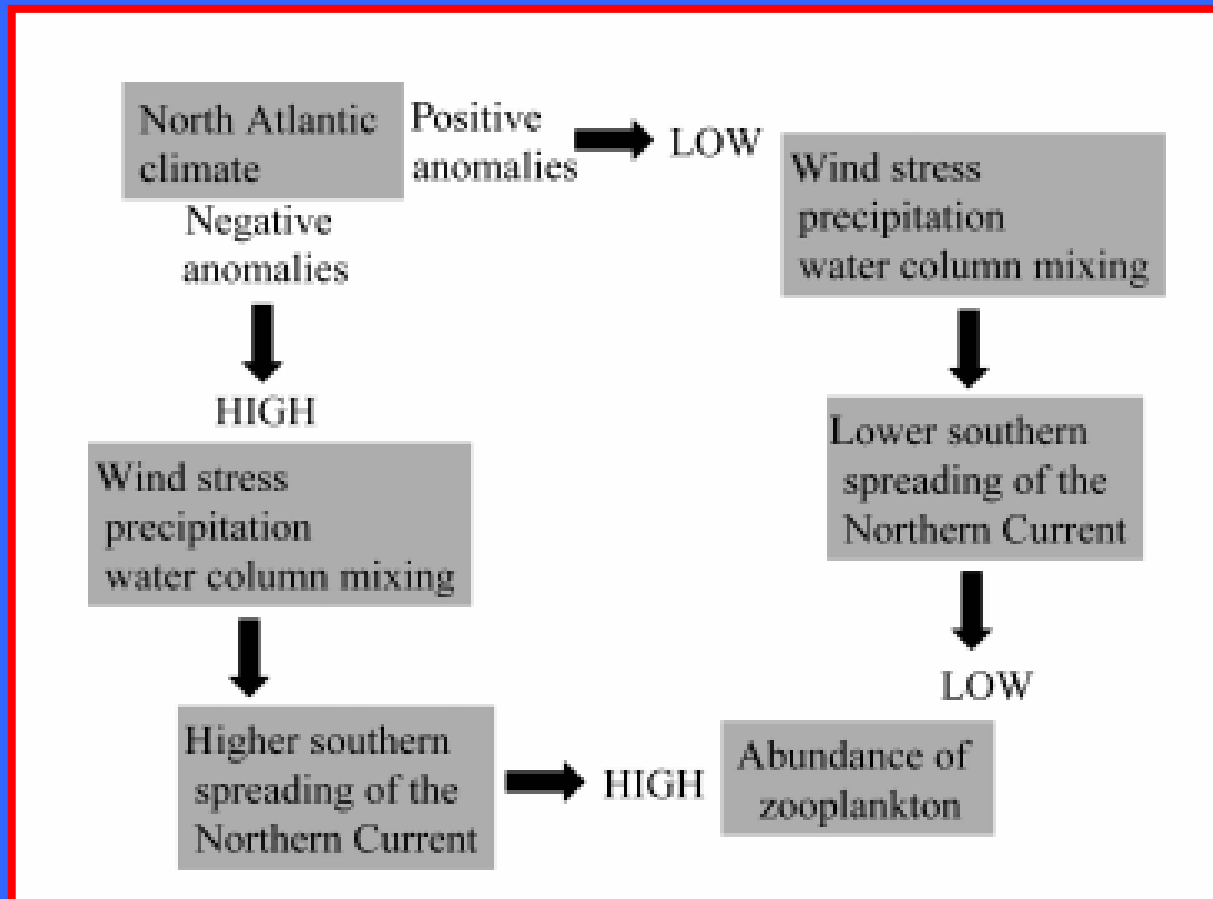 North Atlantic
climate
Positive
anomalies
LOW
Wind stress
precipitation
water column mixing
Negative
anomalies
HIGH
Wind stress
precipitation
water column mixing
Lower southern
spreading of the
Northern Current
LOW
Higher southern
spreading of the
Northern Current
HIGH
Abundance of
zooplankton